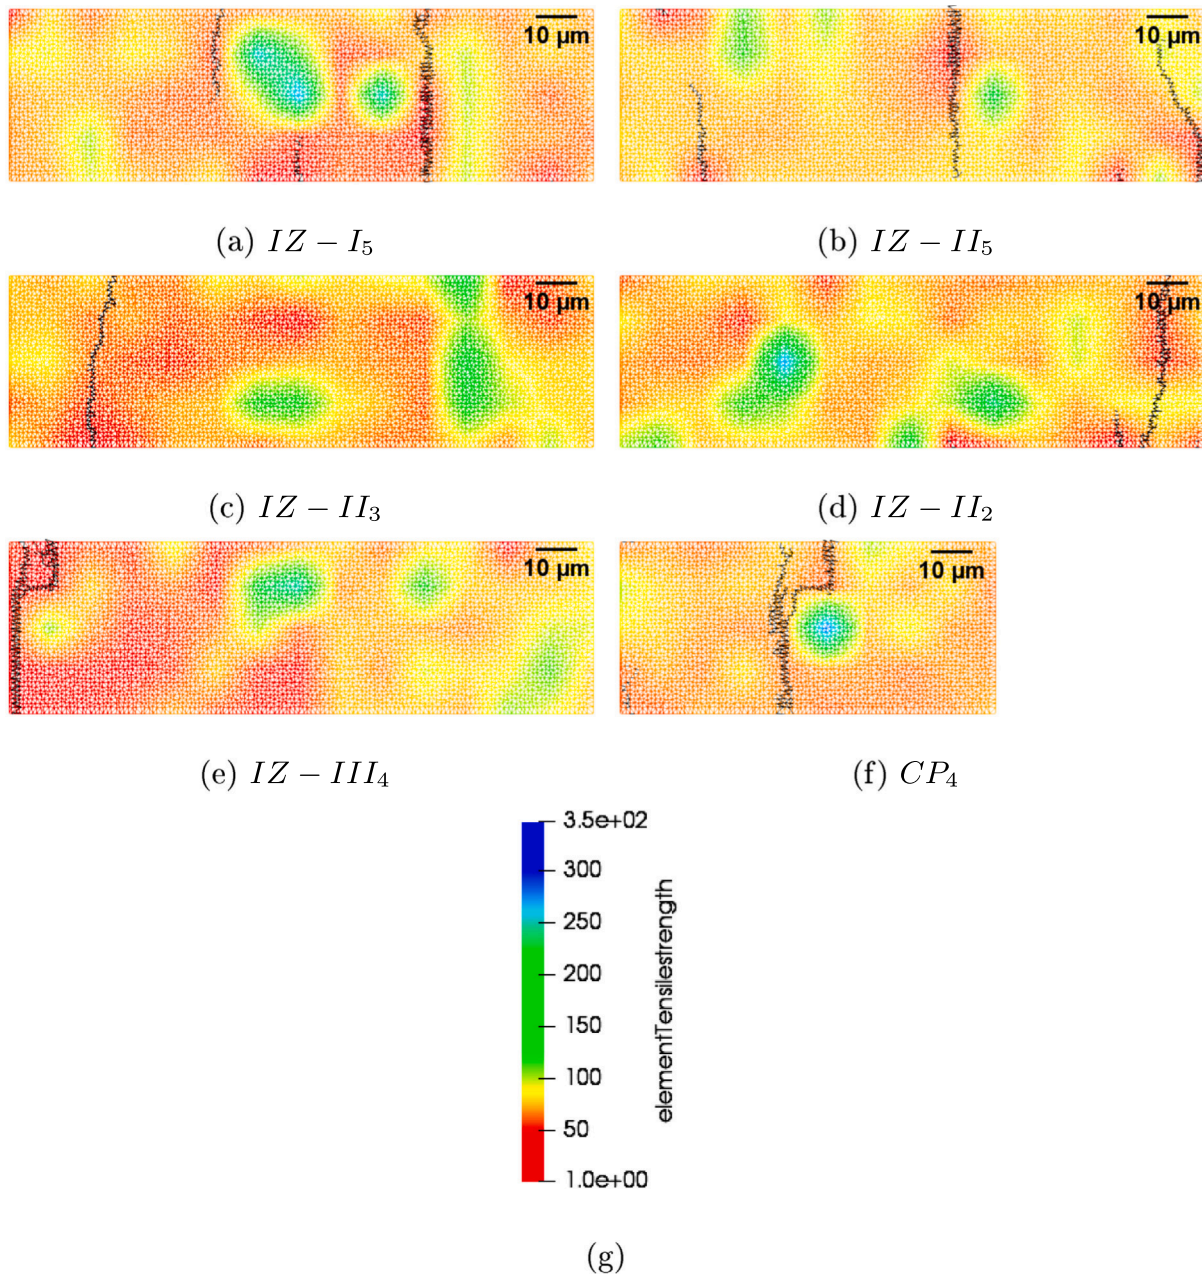 10 µm
10 µm
(a) IZ − I₅
(b) IZ − II₅
10 µm
10 µm
(c) IZ − II₃
(d) IZ − II₂
10 µm
10 µm
(e) IZ − III₄
(f) CP₄
3.5e+02
300
250
200
150
100
50
1.0e+00
elementTensilestrength
(g)